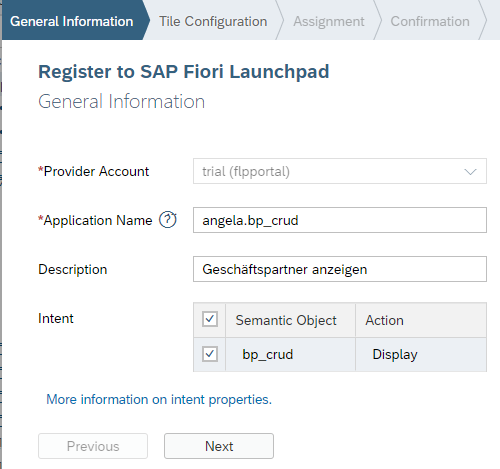 General Information Tile Configuration Assignment Confirmation
Register to SAP Fiori Launchpad
General Information
*Provider Account trial (flpportal)
*Application Name ? angela.bp_crud
Description Geschäftspartner anzeigen
Intent Semantic Object Action
bp_crud Display
More information on intent properties.
Previous Next